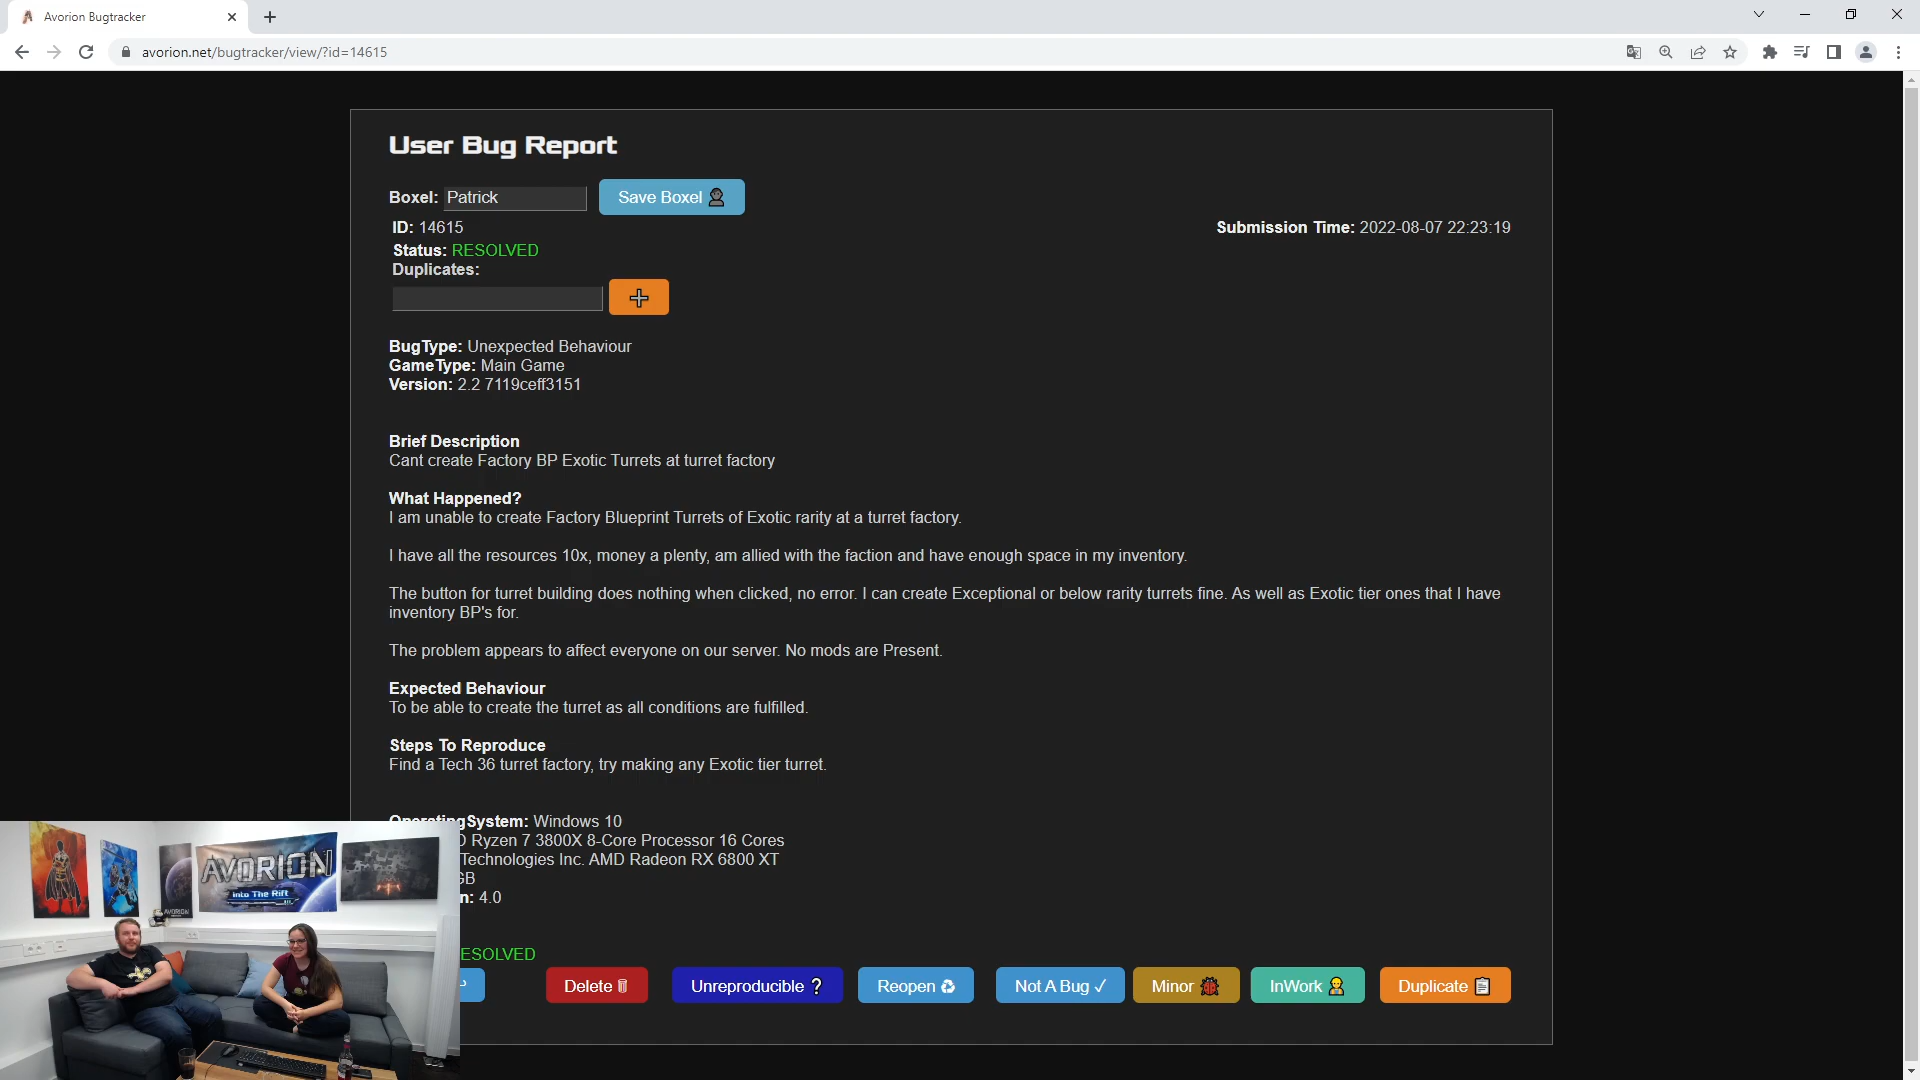 Avorion Bugtracker
avorion.net/bugtracker/view/?id=14615
User Bug Report
Boxel: Patrick Save Boxel
ID: 14615 Submission Time: 2022-08-07 22:23:19
Status: RESOLVED
Duplicates:
BugType: Unexpected Behaviour
GameType: Main Game
Version: 2.2 7119ceff3151
Brief Description
Cant create Factory BP Exotic Turrets at turret factory
What Happened?
I am unable to create Factory Blueprint Turrets of Exotic rarity at a turret factory.
I have all the resources 10x, money a plenty, am allied with the faction and have enough space in my inventory.
The button for turret building does nothing when clicked, no error. I can create Exceptional or below rarity turrets fine. As well as Exotic tier ones that I have
inventory BP's for.
The problem appears to affect everyone on our server. No mods are Present.
Expected Behaviour
To be able to create the turret as all conditions are fulfilled.
Steps To Reproduce
Find a Tech 36 turret factory, try making any Exotic tier turret.
OperatingSystem: Windows 10
D Ryzen 7 3800X 8-Core Processor 16 Cores
Technologies Inc. AMD Radeon RX 6800 XT
GB
n: 4.0
ESOLVED
Delete Unreproducible ? Reopen Not A Bug ✓ Minor InWork Duplicate
AVORION
Into The Rift
AVORION